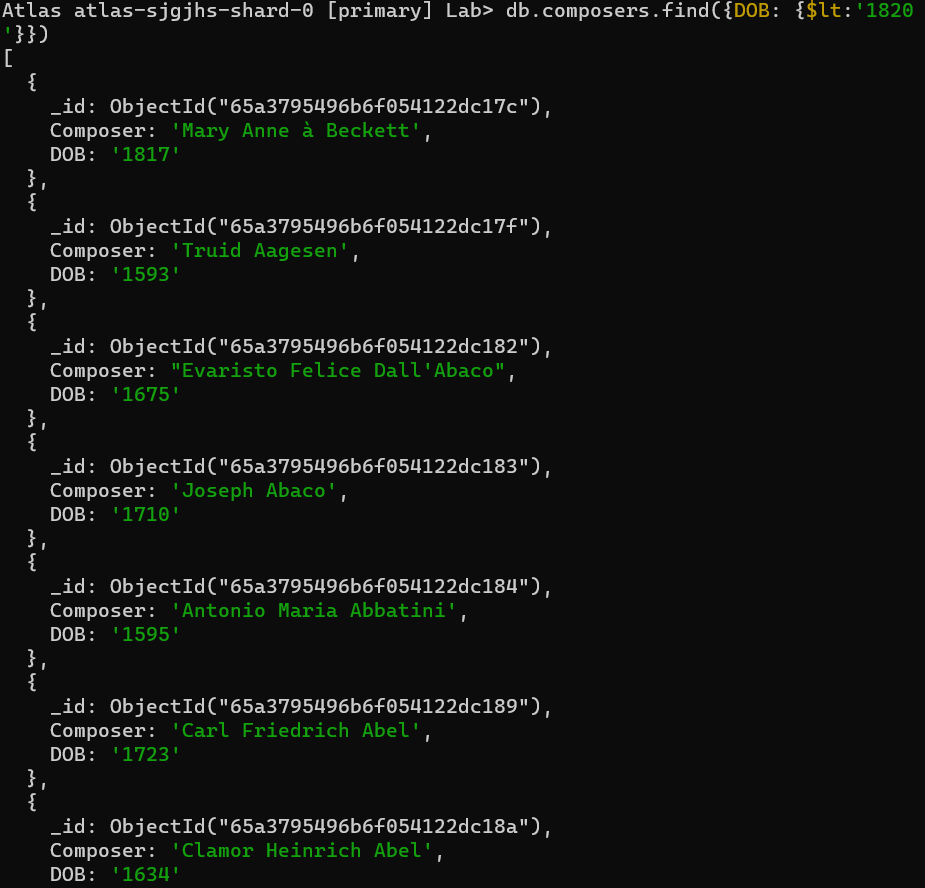 Atlas atlas-sjgjhs-shard-0 [primary] Lab> db.composers.find({DOB: {$lt:'1820
'}})
[
  {
    _id: ObjectId("65a3795496b6f054122dc17c"),
    Composer: 'Mary Anne à Beckett',
    DOB: '1817'
  },
  {
    _id: ObjectId("65a3795496b6f054122dc17f"),
    Composer: 'Truid Aagesen',
    DOB: '1593'
  },
  {
    _id: ObjectId("65a3795496b6f054122dc182"),
    Composer: "Evaristo Felice Dall'Abaco",
    DOB: '1675'
  },
  {
    _id: ObjectId("65a3795496b6f054122dc183"),
    Composer: 'Joseph Abaco',
    DOB: '1710'
  },
  {
    _id: ObjectId("65a3795496b6f054122dc184"),
    Composer: 'Antonio Maria Abbatini',
    DOB: '1595'
  },
  {
    _id: ObjectId("65a3795496b6f054122dc189"),
    Composer: 'Carl Friedrich Abel',
    DOB: '1723'
  },
  {
    _id: ObjectId("65a3795496b6f054122dc18a"),
    Composer: 'Clamor Heinrich Abel',
    DOB: '1634'